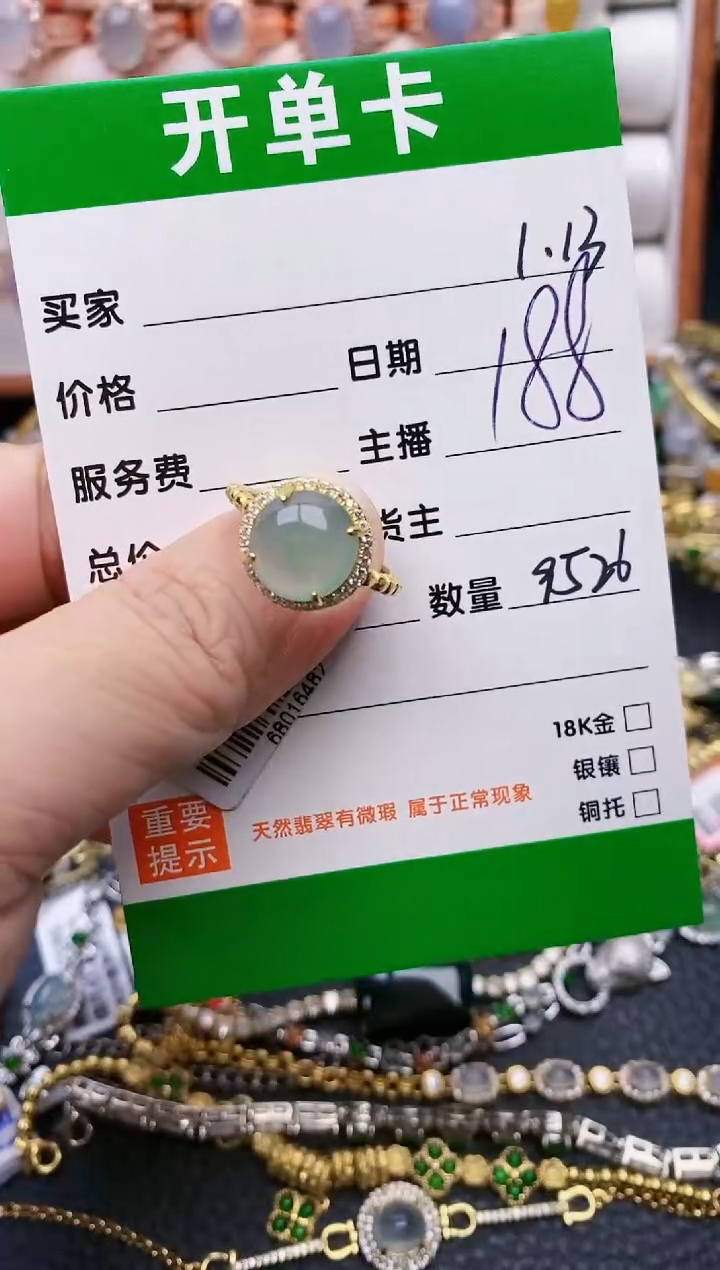 开单卡
1.13
买家
价格 日期 188
服务费 主播
总价 货主
数量 9526
18K金
银镶
铜托
重要提示 天然翡翠有微瑕 属于正常现象